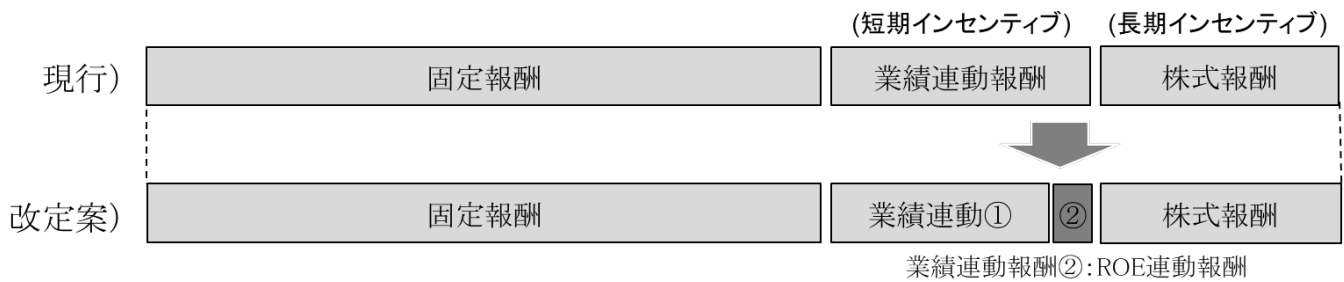 (短期インセンティブ) (長期インセンティブ)
現行) 固定報酬 業績連動報酬 株式報酬
改定案) 固定報酬 業績連動① ② 株式報酬
業績連動報酬②:ROE連動報酬